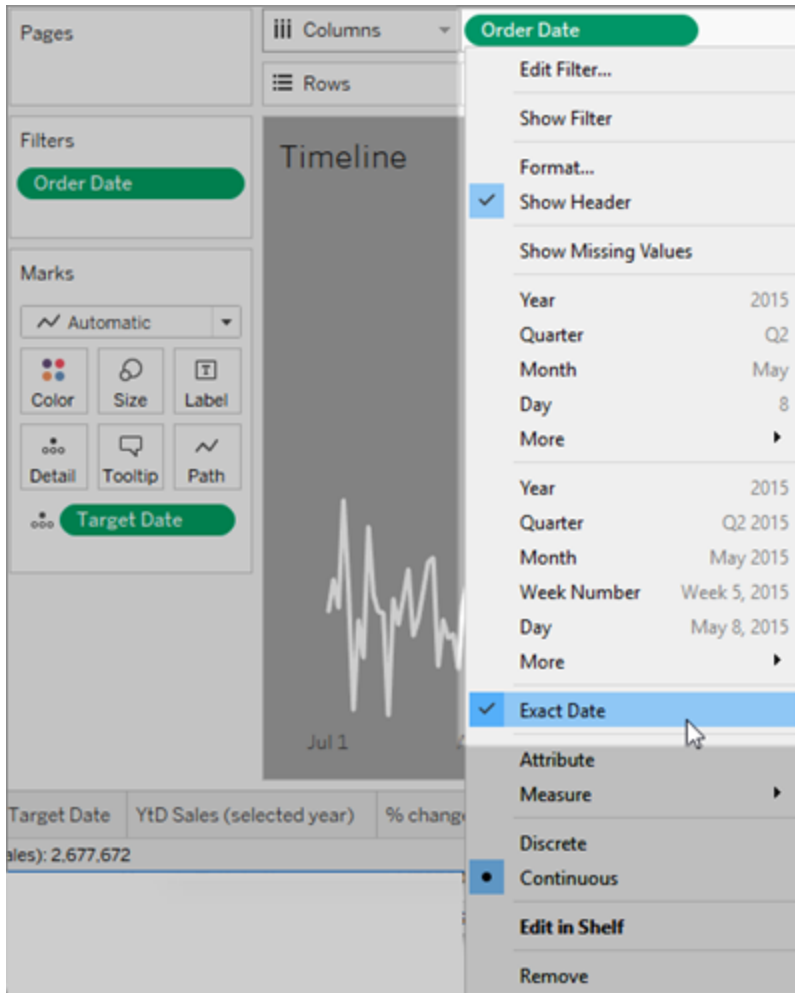 Pages
Columns
Order Date
Rows
Filters
Order Date
Marks
Automatic
Color Size Label
Detail Tooltip Path
Target Date
Timeline
Jul 1
Edit Filter...
Show Filter
Format...
Show Header
Show Missing Values
Year 2015
Quarter Q2
Month May
Day 8
More
Year 2015
Quarter Q2 2015
Month May 2015
Week Number Week 5, 2015
Day May 8, 2015
More
Exact Date
Attribute
Measure
Discrete
Continuous
Edit in Shelf
Remove
Target Date YtD Sales (selected year) %
2,677,672